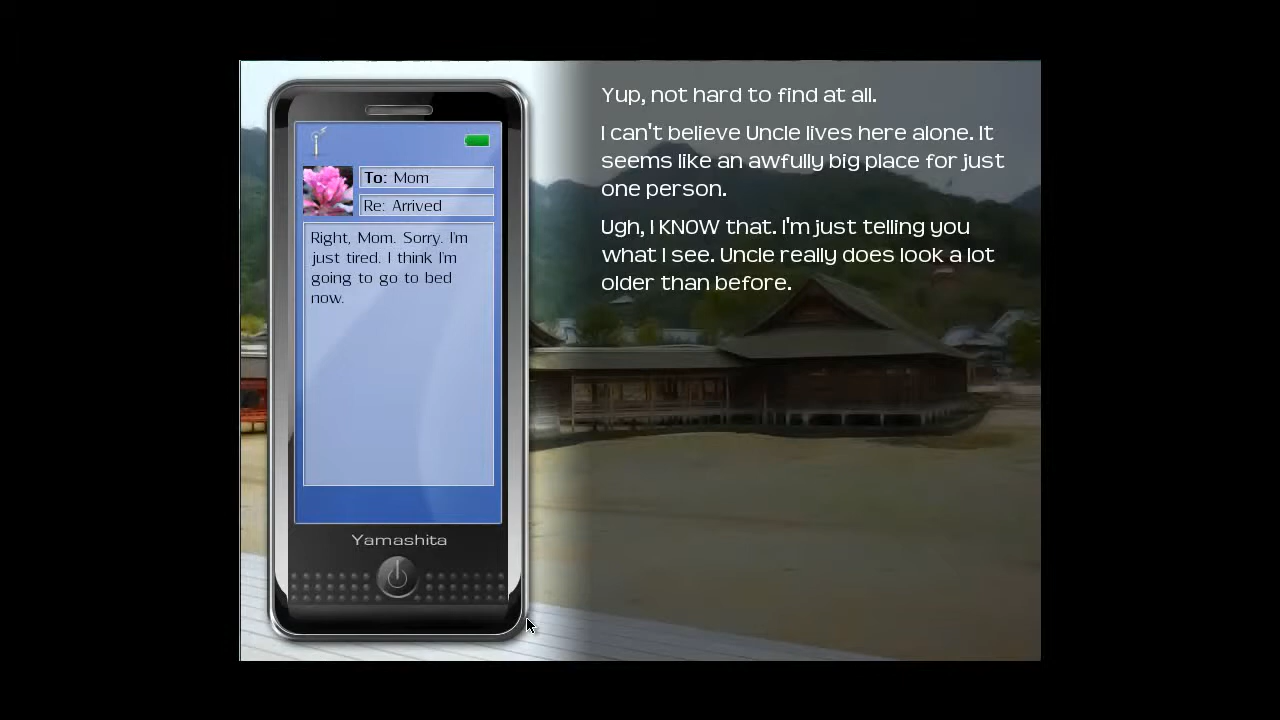 To: Mom
Re: Arrived
Right, Mom. Sorry. I'm
just tired. I think I'm
going to go to bed
now.
Yamashita
Yup, not hard to find at all.
I can't believe Uncle lives here alone. It
seems like an awfully big place for just
one person.
Ugh, I KNOW that. I'm just telling you
what I see. Uncle really does look a lot
older than before.